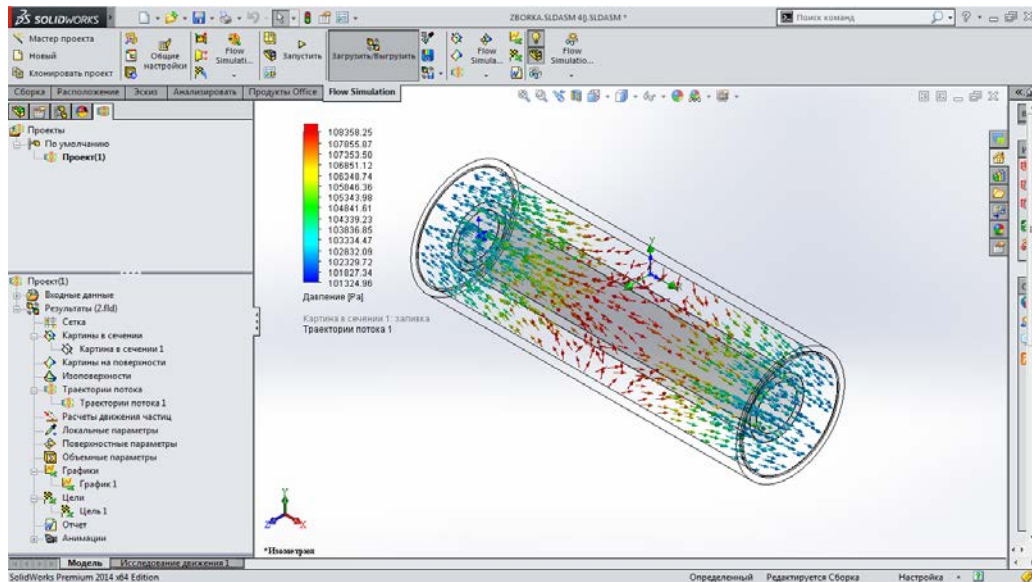 SOLIDWORKS
ZBORKA.SLDASM 4().SLDASM *
Поиск команд
Мастер проекта
Новый
Клонировать проект
Общие настройки
Flow Simulati...
Запустить
Загрузить/Выгрузить
Flow Simula...
Flow Simulatio...
Сборка
Расположение
Эскиз
Анализировать
Продукты Office
Flow Simulation
Проекты
По умолчанию
Проект(1)
108358.25
107855.87
107353.50
106851.12
106348.74
105846.36
105343.98
104841.61
104339.23
103836.85
103334.47
102832.09
102329.72
101827.34
101324.96
Давление [Pa]
Картина в сечении 1: заливка
Траектории потока 1
Проект(1)
Входные данные
Результаты (2.fld)
Сетка
Картины в сечении
Картина в сечении 1
Картины на поверхности
Изоповерхности
Траектории потока
Траектории потока 1
Расчеты движения частиц
Локальные параметры
Поверхностные параметры
Объемные параметры
Графики
График 1
Цели
Цель 1
Отчет
Анимации
Y
Y
Z
X
*Изометрия
Модель
Исследование движения 1
SolidWorks Premium 2014 x64 Edition
Определенный
Редактируется Сборка
Настройка